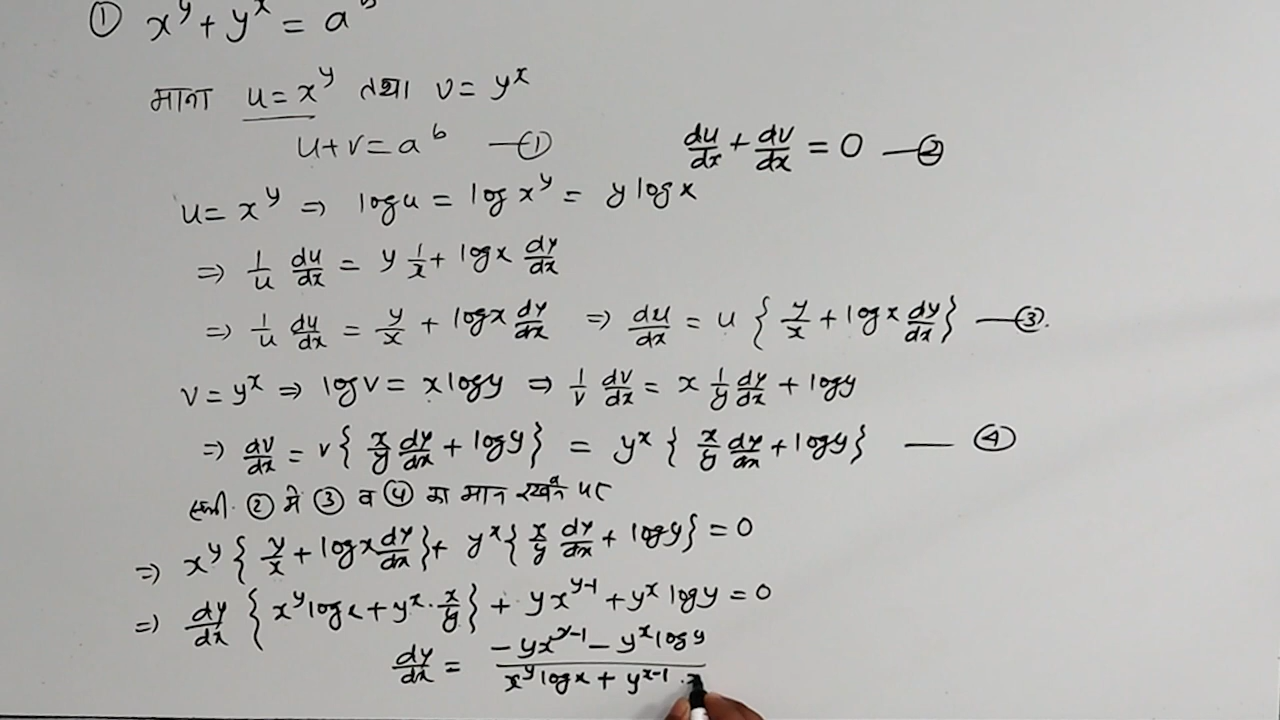 ① x^y + y^x = a^b
माना u = x^y तथा v = y^x
u + v = a^b —① du/dx + dv/dx = 0 —②
u = x^y ⇒ log u = log x^y = y log x
⇒ 1/u du/dx = y 1/x + log x dy/dx
⇒ 1/u du/dx = y/x + log x dy/dx ⇒ du/dx = u { y/x + log x dy/dx } —③.
v = y^x ⇒ log v = x log y ⇒ 1/v dv/dx = x 1/y dy/dx + log y
⇒ dv/dx = v { x/y dy/dx + log y } = y^x { x/y dy/dx + log y } — ④
② में ③ व ④ का मान रखने पर
⇒ x^y { y/x + log x dy/dx } + y^x { x/y dy/dx + log y } = 0
⇒ dy/dx { x^y log x + y^x · x/y } + y x^(y-1) + y^x log y = 0
dy/dx = (-y x^(y-1) - y^x log y) / (x^y log x + y^(x-1) · x)